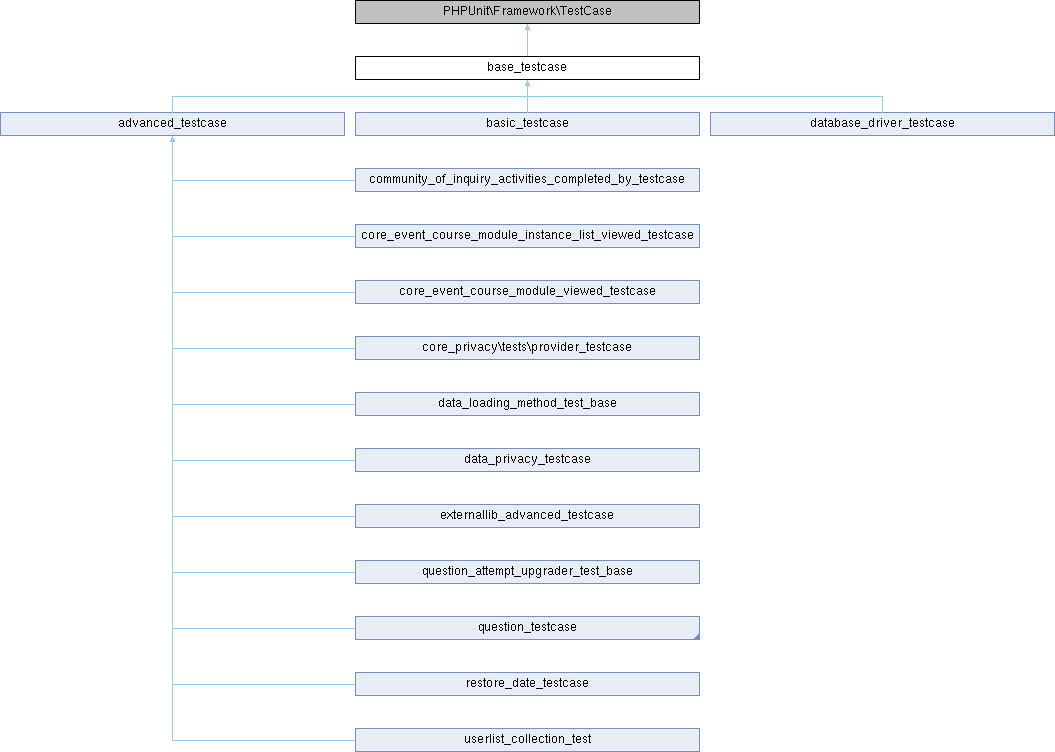 PHPUnit\Framework\TestCase
base_testcase
advanced_testcase
basic_testcase
database_driver_testcase
community_of_inquiry_activities_completed_by_testcase
core_event_course_module_instance_list_viewed_testcase
core_event_course_module_viewed_testcase
core_privacy\tests\provider_testcase
data_loading_method_test_base
data_privacy_testcase
externallib_advanced_testcase
question_attempt_upgrader_test_base
question_testcase
restore_date_testcase
userlist_collection_test